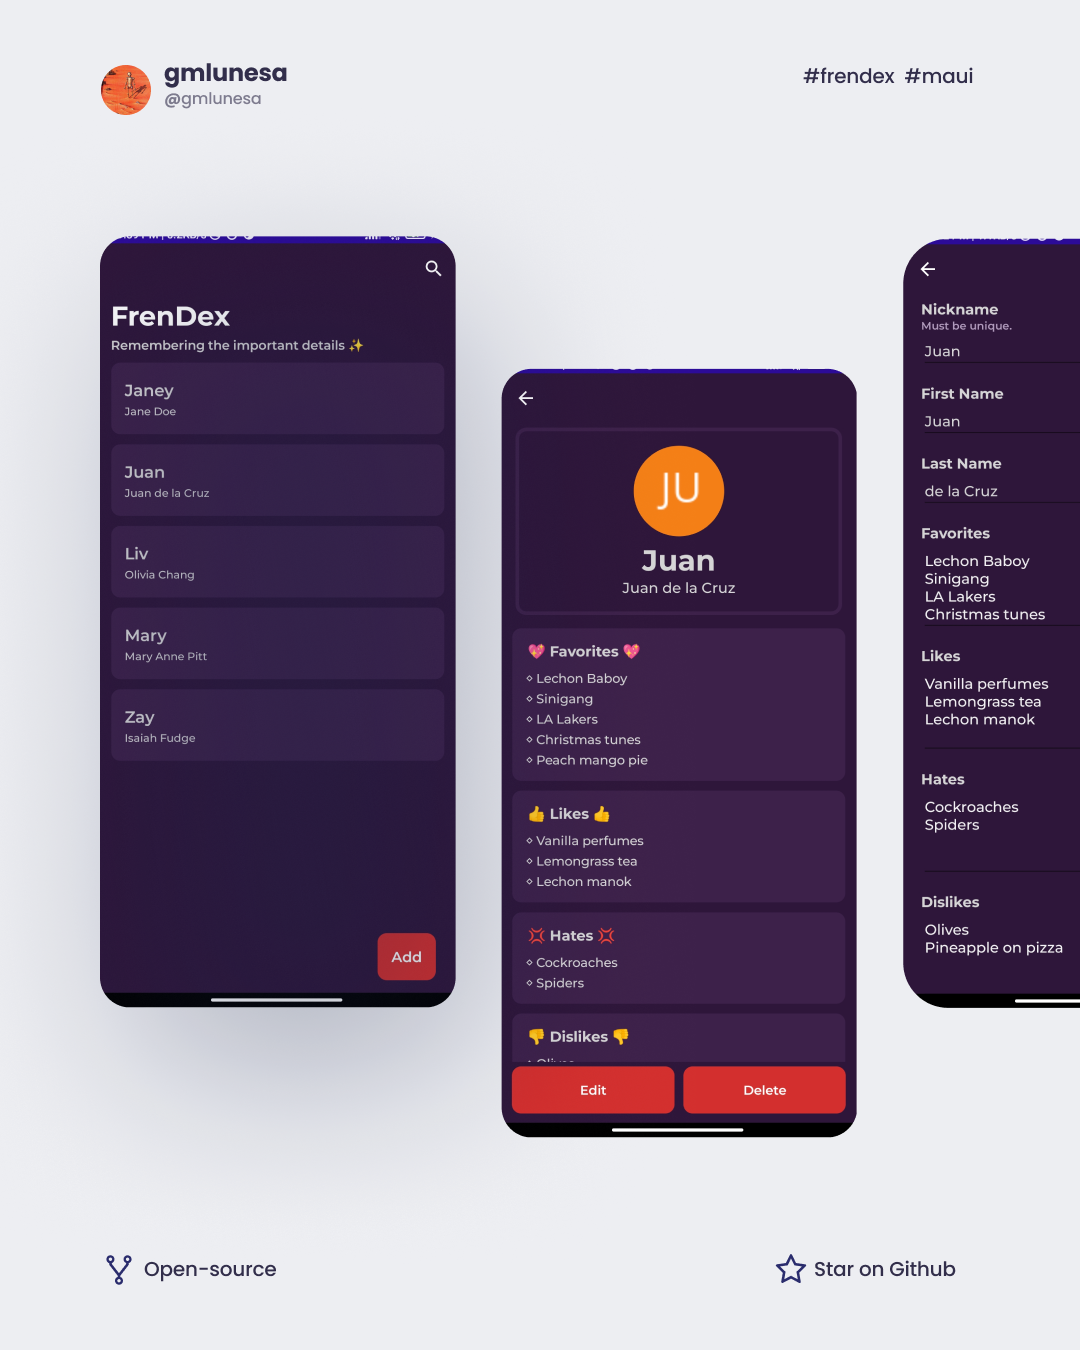 gmlunesa
@gmlunesa
#frendex #maui
FrenDex
Remembering the important details ✨
Janey
Jane Doe
Juan
Juan de la Cruz
Liv
Olivia Chang
Mary
Mary Anne Pitt
Zay
Isaiah Fudge
Add
JU
Juan
Juan de la Cruz
💖 Favorites 💖
⋄ Lechon Baboy
⋄ Sinigang
⋄ LA Lakers
⋄ Christmas tunes
⋄ Peach mango pie
👍 Likes 👍
⋄ Vanilla perfumes
⋄ Lemongrass tea
⋄ Lechon manok
💢 Hates 💢
⋄ Cockroaches
⋄ Spiders
👎 Dislikes 👎
Edit
Delete
Nickname
Must be unique.
Juan
First Name
Juan
Last Name
de la Cruz
Favorites
Lechon Baboy
Sinigang
LA Lakers
Christmas tunes
Likes
Vanilla perfumes
Lemongrass tea
Lechon manok
Hates
Cockroaches
Spiders
Dislikes
Olives
Pineapple on pizza
Open-source
Star on Github